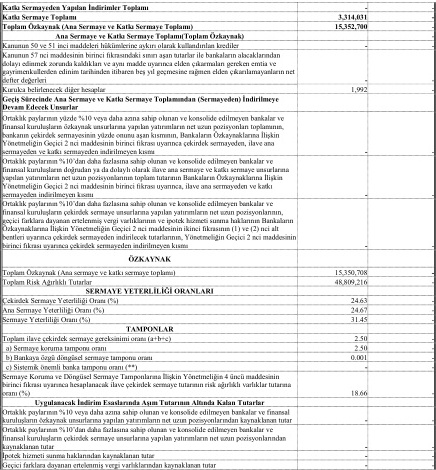 Katkı Sermayeden Yapılan İndirimler Toplamı - -
Katkı Sermaye Toplamı 3,314,031 -
Toplam Özkaynak (Ana Sermaye ve Katkı Sermaye Toplamı) 15,352,700 -
Ana Sermaye ve Katkı Sermaye Toplamı(Toplam Özkaynak)
Kanunun 50 ve 51 inci maddeleri hükümlerine aykırı olarak kullandırılan krediler - -
Kanunun 57 nci maddesinin birinci fıkrasındaki sınırı aşan tutarlar ile bankaların alacaklarından
dolayı edinmek zorunda kaldıkları ve aynı madde uyarınca elden çıkarmaları gereken emtia ve
gayrimenkullerden edinim tarihinden itibaren beş yıl geçmesine rağmen elden çıkarılamayanların net
defter değerleri - -
Kurulca belirlenecek diğer hesaplar 1,992 -
Geçiş Sürecinde Ana Sermaye ve Katkı Sermaye Toplamından (Sermayeden) İndirilmeye
Devam Edecek Unsurlar
Ortaklık paylarının yüzde %10 veya daha azına sahip olunan ve konsolide edilmeyen bankalar ve
finansal kuruluşların özkaynak unsurlarına yapılan yatırımların net uzun pozisyonları toplamının,
bankanın çekirdek sermayesinin yüzde onunu aşan kısmının, Bankaların Özkaynaklarına İlişkin
Yönetmeliğin Geçici 2 nci maddesinin birinci fıkrası uyarınca çekirdek sermayeden, ilave ana
sermayeden ve katkı sermayeden indirilmeyen kısmı - -
Ortaklık paylarının %10'dan daha fazlasına sahip olunan ve konsolide edilmeyen bankalar ve
finansal kuruluşların doğrudan ya da dolaylı olarak ilave ana sermaye ve katkı sermaye unsurlarına
yapılan yatırımların net uzun pozisyonlarının toplam tutarının Bankaların Özkaynaklarına İlişkin
Yönetmeliğin Geçici 2 nci maddesinin birinci fıkrası uyarınca, ilave ana sermayeden ve katkı
sermayeden indirilmeyen kısmı - -
Ortaklık paylarının %10'dan daha fazlasına sahip olunan ve konsolide edilmeyen bankalar ve
finansal kuruluşların çekirdek sermaye unsurlarına yapılan yatırımların net uzun pozisyonlarının,
geçici farklara dayanan ertelenmiş vergi varlıklarının ve ipotek hizmeti sunma haklarının Bankaların
Özkaynaklarına İlişkin Yönetmeliğin Geçici 2 nci maddesinin ikinci fıkrasının (1) ve (2) nci alt
bentleri uyarınca çekirdek sermayeden indirilecek tutarlarının, Yönetmeliğin Geçici 2 nci maddesinin
birinci fıkrası uyarınca çekirdek sermayeden indirilmeyen kısmı - -
ÖZKAYNAK
Toplam Özkaynak (Ana sermaye ve katkı sermaye toplamı) 15,350,708 -
Toplam Risk Ağırlıklı Tutarlar 48,809,216 -
SERMAYE YETERLİLİĞİ ORANLARI
Çekirdek Sermaye Yeterliliği Oranı (%) 24.63 -
Ana Sermaye Yeterliliği Oranı (%) 24.67 -
Sermaye Yeterliliği Oranı (%) 31.45 -
TAMPONLAR
Toplam ilave çekirdek sermaye gereksinimi oranı (a+b+c) 2.50 -
a) Sermaye koruma tamponu oranı 2.50 -
b) Bankaya özgü döngüsel sermaye tamponu oranı 0.001 -
c) Sistemik önemli banka tamponu oranı (**) - -
Sermaye Koruma ve Döngüsel Sermaye Tamponlarına İlişkin Yönetmeliğin 4 üncü maddesinin
birinci fıkrası uyarınca hesaplanacak ilave çekirdek sermaye tutarının risk ağırlıklı varlıklar tutarına
oranı (%) 18.66 -
Uygulanacak İndirim Esaslarında Aşım Tutarının Altında Kalan Tutarlar
Ortaklık paylarının %10 veya daha azına sahip olunan ve konsolide edilmeyen bankalar ve finansal
kuruluşların özkaynak unsurlarına yapılan yatırımların net uzun pozisyonlarından kaynaklanan tutar - -
Ortaklık paylarının %10'dan daha fazlasına sahip olunan ve konsolide edilmeyen bankalar ve
finansal kuruluşların çekirdek sermaye unsurlarına yapılan yatırımların net uzun pozisyonlarından
kaynaklanan tutar - -
İpotek hizmeti sunma haklarından kaynaklanan tutar - -
Geçici farklara dayanan ertelenmiş vergi varlıklarından kaynaklanan tutar - -